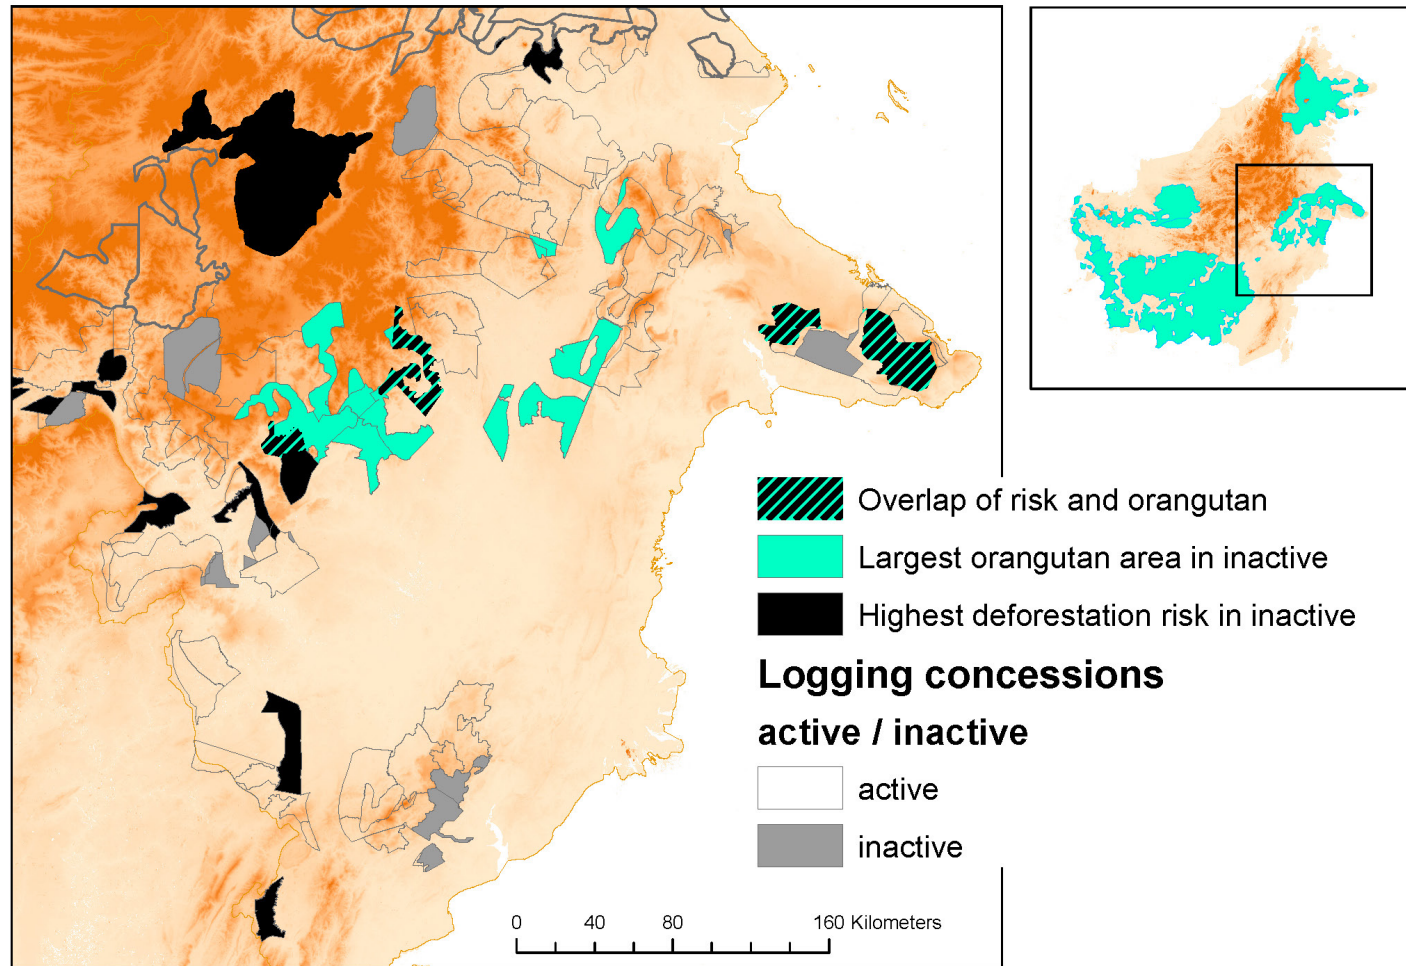 Overlap of risk and orangutan
Largest orangutan area in inactive
Highest deforestation risk in inactive
Logging concessions
active / inactive
active
inactive
0 40 80 160 Kilometers